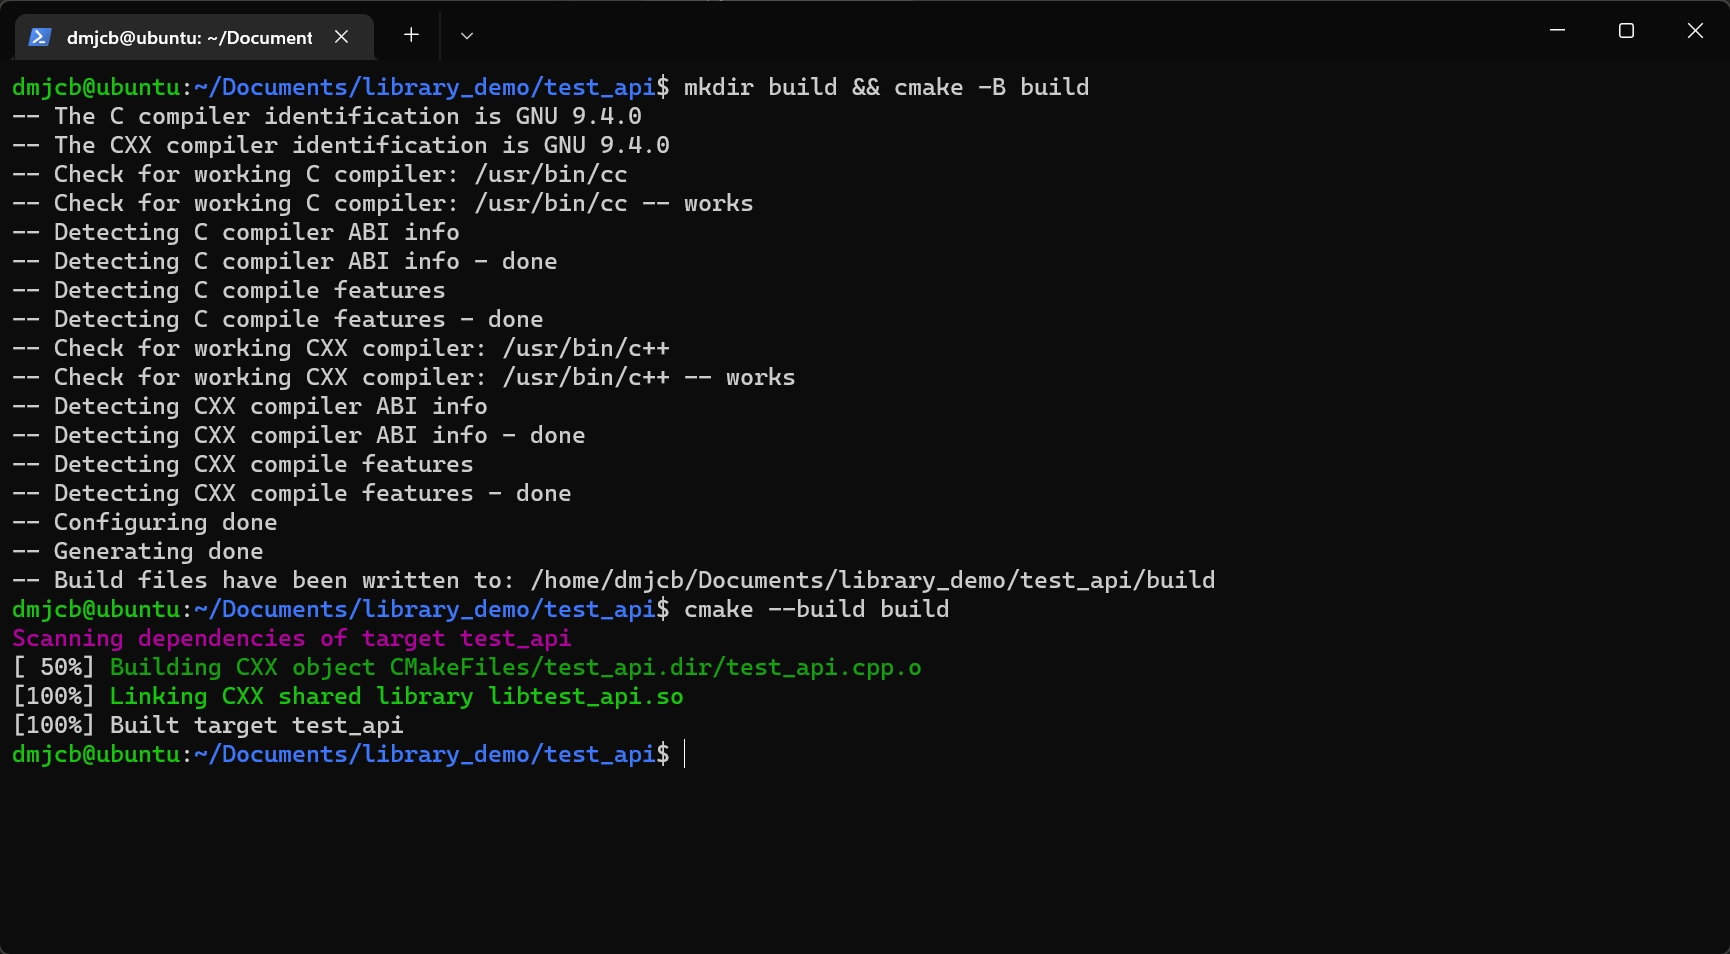 dmjcb@ubuntu: ~/Document
dmjcb@ubuntu:~/Documents/library_demo/test_api$ mkdir build && cmake -B build
-- The C compiler identification is GNU 9.4.0
-- The CXX compiler identification is GNU 9.4.0
-- Check for working C compiler: /usr/bin/cc
-- Check for working C compiler: /usr/bin/cc -- works
-- Detecting C compiler ABI info
-- Detecting C compiler ABI info - done
-- Detecting C compile features
-- Detecting C compile features - done
-- Check for working CXX compiler: /usr/bin/c++
-- Check for working CXX compiler: /usr/bin/c++ -- works
-- Detecting CXX compiler ABI info
-- Detecting CXX compiler ABI info - done
-- Detecting CXX compile features
-- Detecting CXX compile features - done
-- Configuring done
-- Generating done
-- Build files have been written to: /home/dmjcb/Documents/library_demo/test_api/build
dmjcb@ubuntu:~/Documents/library_demo/test_api$ cmake --build build
Scanning dependencies of target test_api
[ 50%] Building CXX object CMakeFiles/test_api.dir/test_api.cpp.o
[100%] Linking CXX shared library libtest_api.so
[100%] Built target test_api
dmjcb@ubuntu:~/Documents/library_demo/test_api$